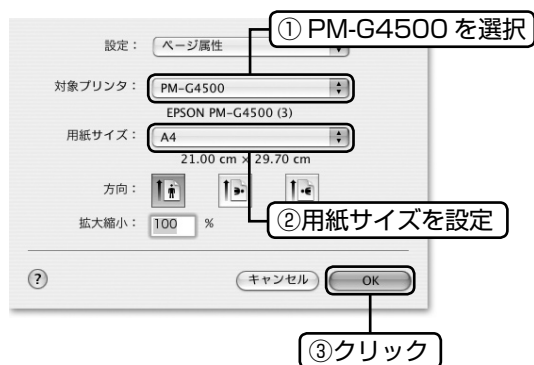 ① PM-G4500 を選択
設定： ページ属性
対象プリンタ： PM-G4500
EPSON PM-G4500 (3)
用紙サイズ： A4
21.00 cm × 29.70 cm
方向：
②用紙サイズを設定
拡大縮小： 100 %
? キャンセル OK
③クリック